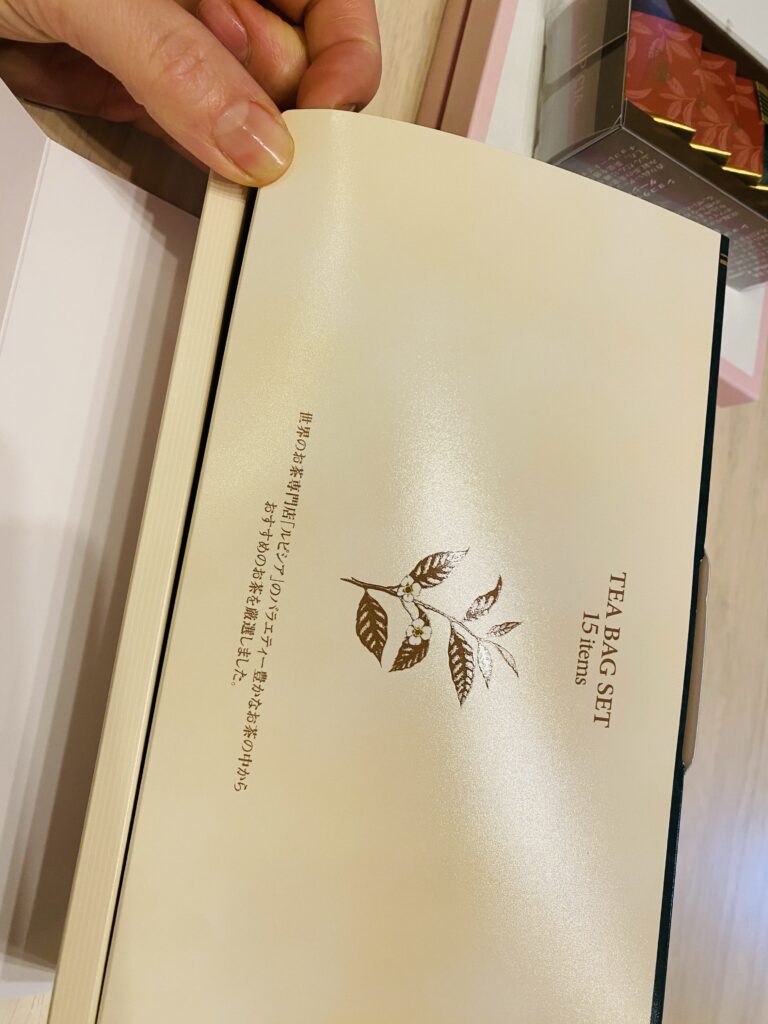 TEA BAG SET
15 items
世界のお茶専門店「ルピシア」のバラエティー豊かなお茶の中から
おすすめのお茶を厳選しました。